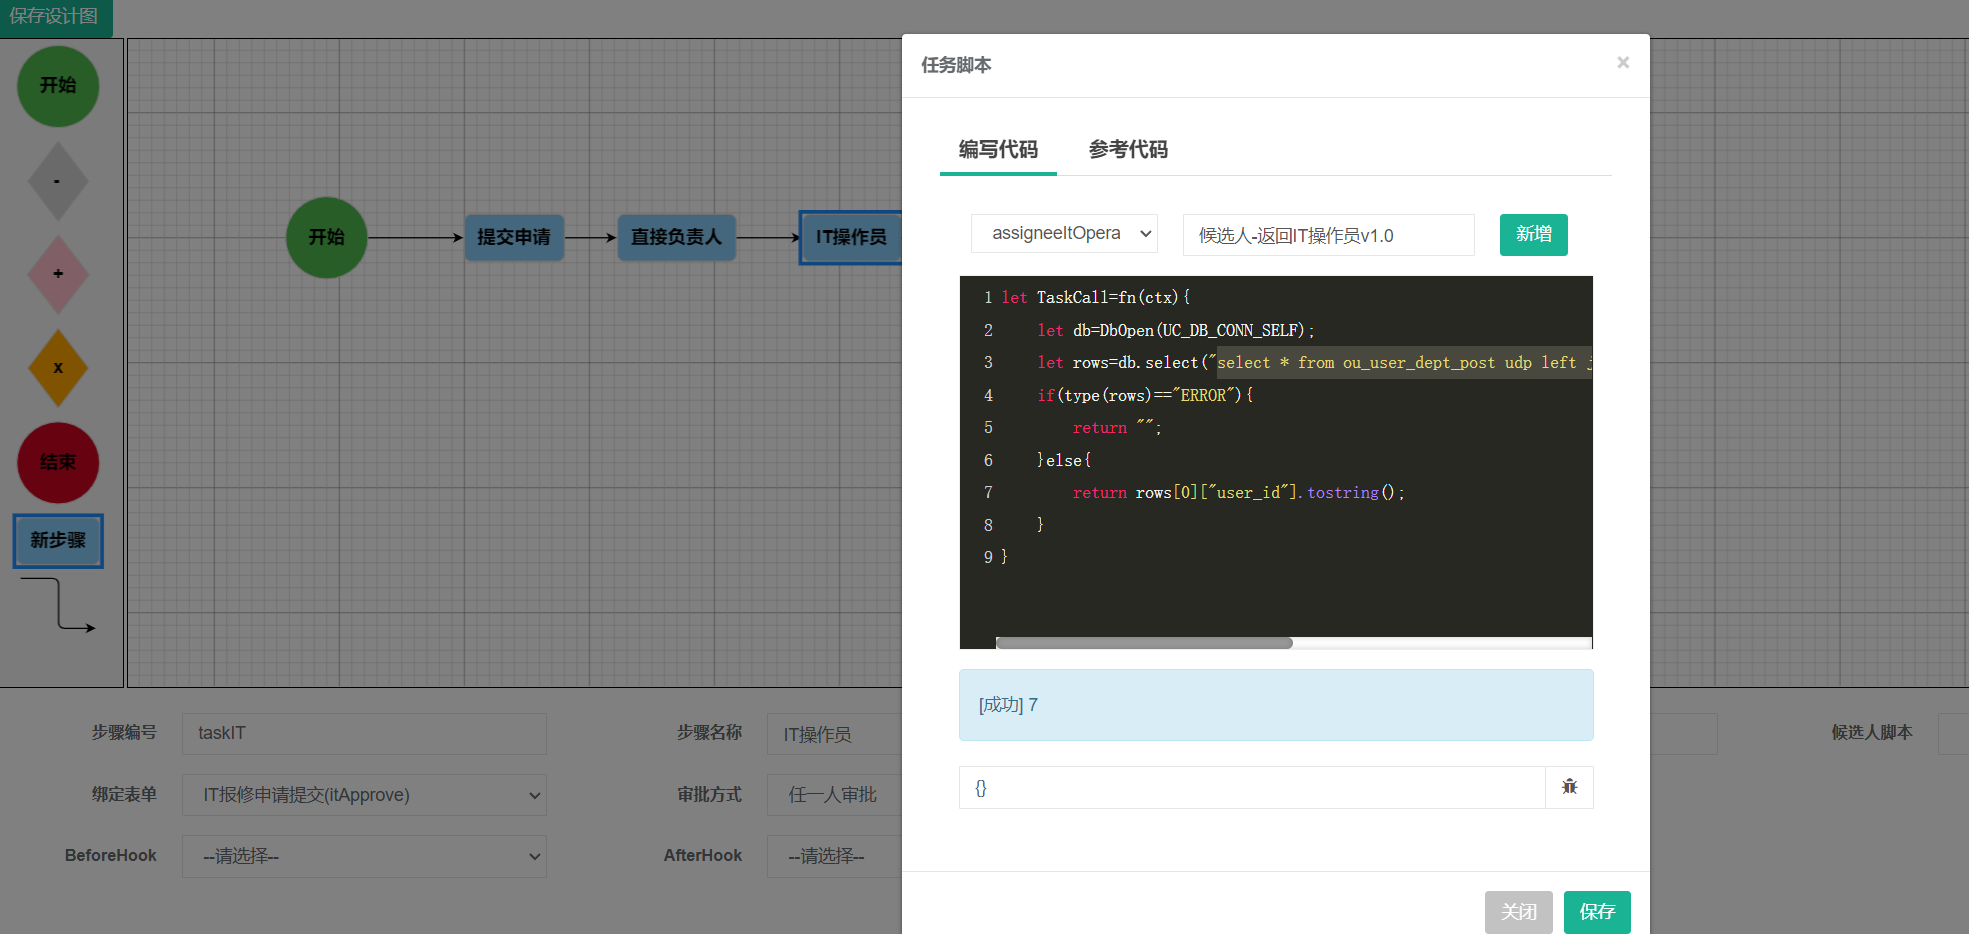 保存设计图
开始
-
+
x
结束
新步骤
开始
提交申请
直接负责人
IT操作员
步骤编号
taskIT
步骤名称
IT操作员
候选人脚本
绑定表单
IT报修申请提交(itApprove)
审批方式
任一人审批
BeforeHook
--请选择--
AfterHook
--请选择--
任务脚本
×
编写代码
参考代码
assigneeItOpera
候选人-返回IT操作员v1.0
新增
1 let TaskCall=fn(ctx){
2 let db=DbOpen(UC_DB_CONN_SELF);
3 let rows=db.select("select * from ou_user_dept_post udp left
4 if(type(rows)=="ERROR"){
5 return "";
6 }else{
7 return rows[0]["user_id"].tostring();
8 }
9 }
[成功] 7
{}
关闭
保存